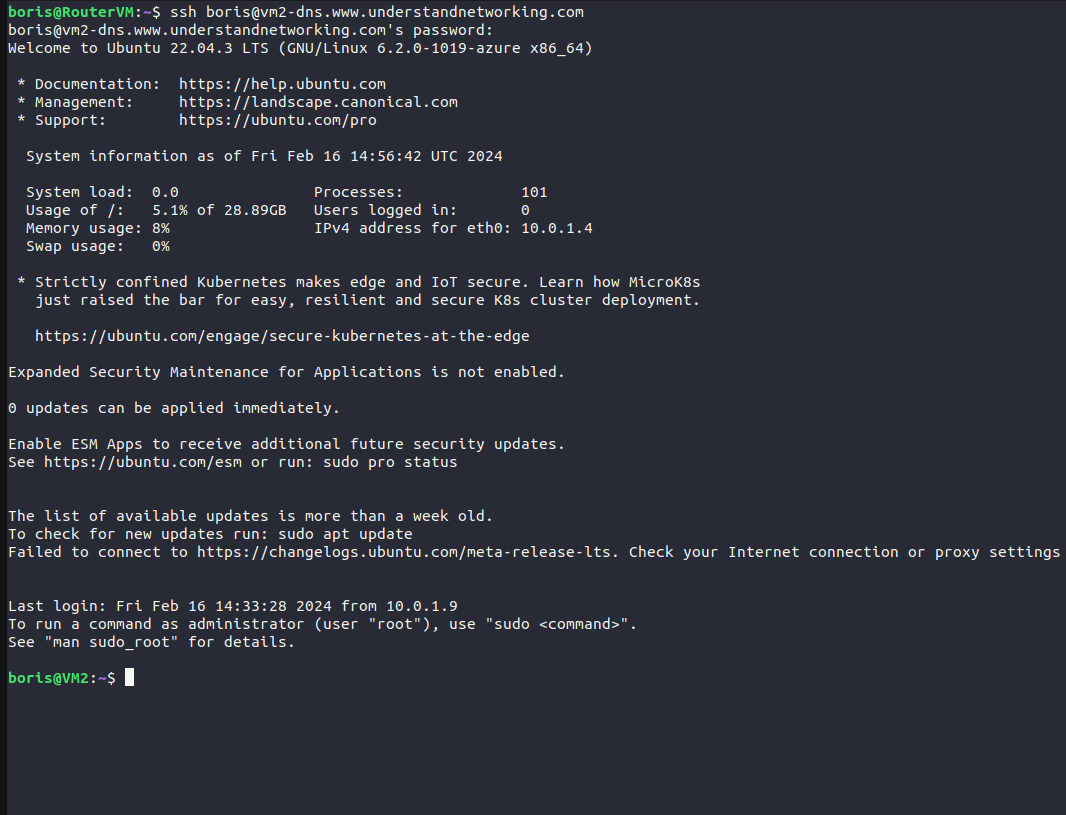 boris@RouterVM:~$ ssh boris@vm2-dns.www.understandnetworking.com
boris@vm2-dns.www.understandnetworking.com's password:
Welcome to Ubuntu 22.04.3 LTS (GNU/Linux 6.2.0-1019-azure x86_64)
* Documentation:  https://help.ubuntu.com
* Management:     https://landscape.canonical.com
* Support:        https://ubuntu.com/pro
System information as of Fri Feb 16 14:56:42 UTC 2024
System load:  0.0               Processes:             101
Usage of /:   5.1% of 28.89GB   Users logged in:       0
Memory usage: 8%                IPv4 address for eth0: 10.0.1.4
Swap usage:   0%
* Strictly confined Kubernetes makes edge and IoT secure. Learn how MicroK8s
just raised the bar for easy, resilient and secure K8s cluster deployment.
https://ubuntu.com/engage/secure-kubernetes-at-the-edge
Expanded Security Maintenance for Applications is not enabled.
0 updates can be applied immediately.
Enable ESM Apps to receive additional future security updates.
See https://ubuntu.com/esm or run: sudo pro status
The list of available updates is more than a week old.
To check for new updates run: sudo apt update
Failed to connect to https://changelogs.ubuntu.com/meta-release-lts. Check your Internet connection or proxy settings
Last login: Fri Feb 16 14:33:28 2024 from 10.0.1.9
To run a command as administrator (user "root"), use "sudo <command>".
See "man sudo_root" for details.
boris@VM2:~$